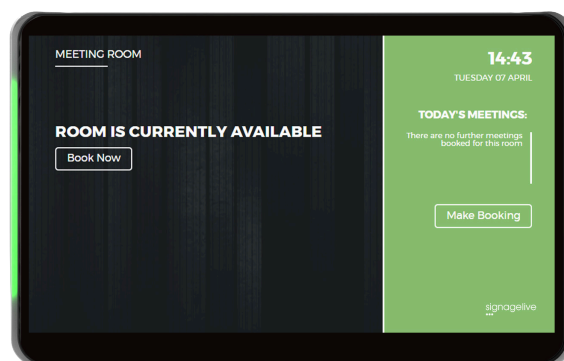 MEETING ROOM
ROOM IS CURRENTLY AVAILABLE
Book Now
14:43
TUESDAY 07 APRIL
TODAY'S MEETINGS:
There are no further meetings
booked for this room
Make Booking
signagelive